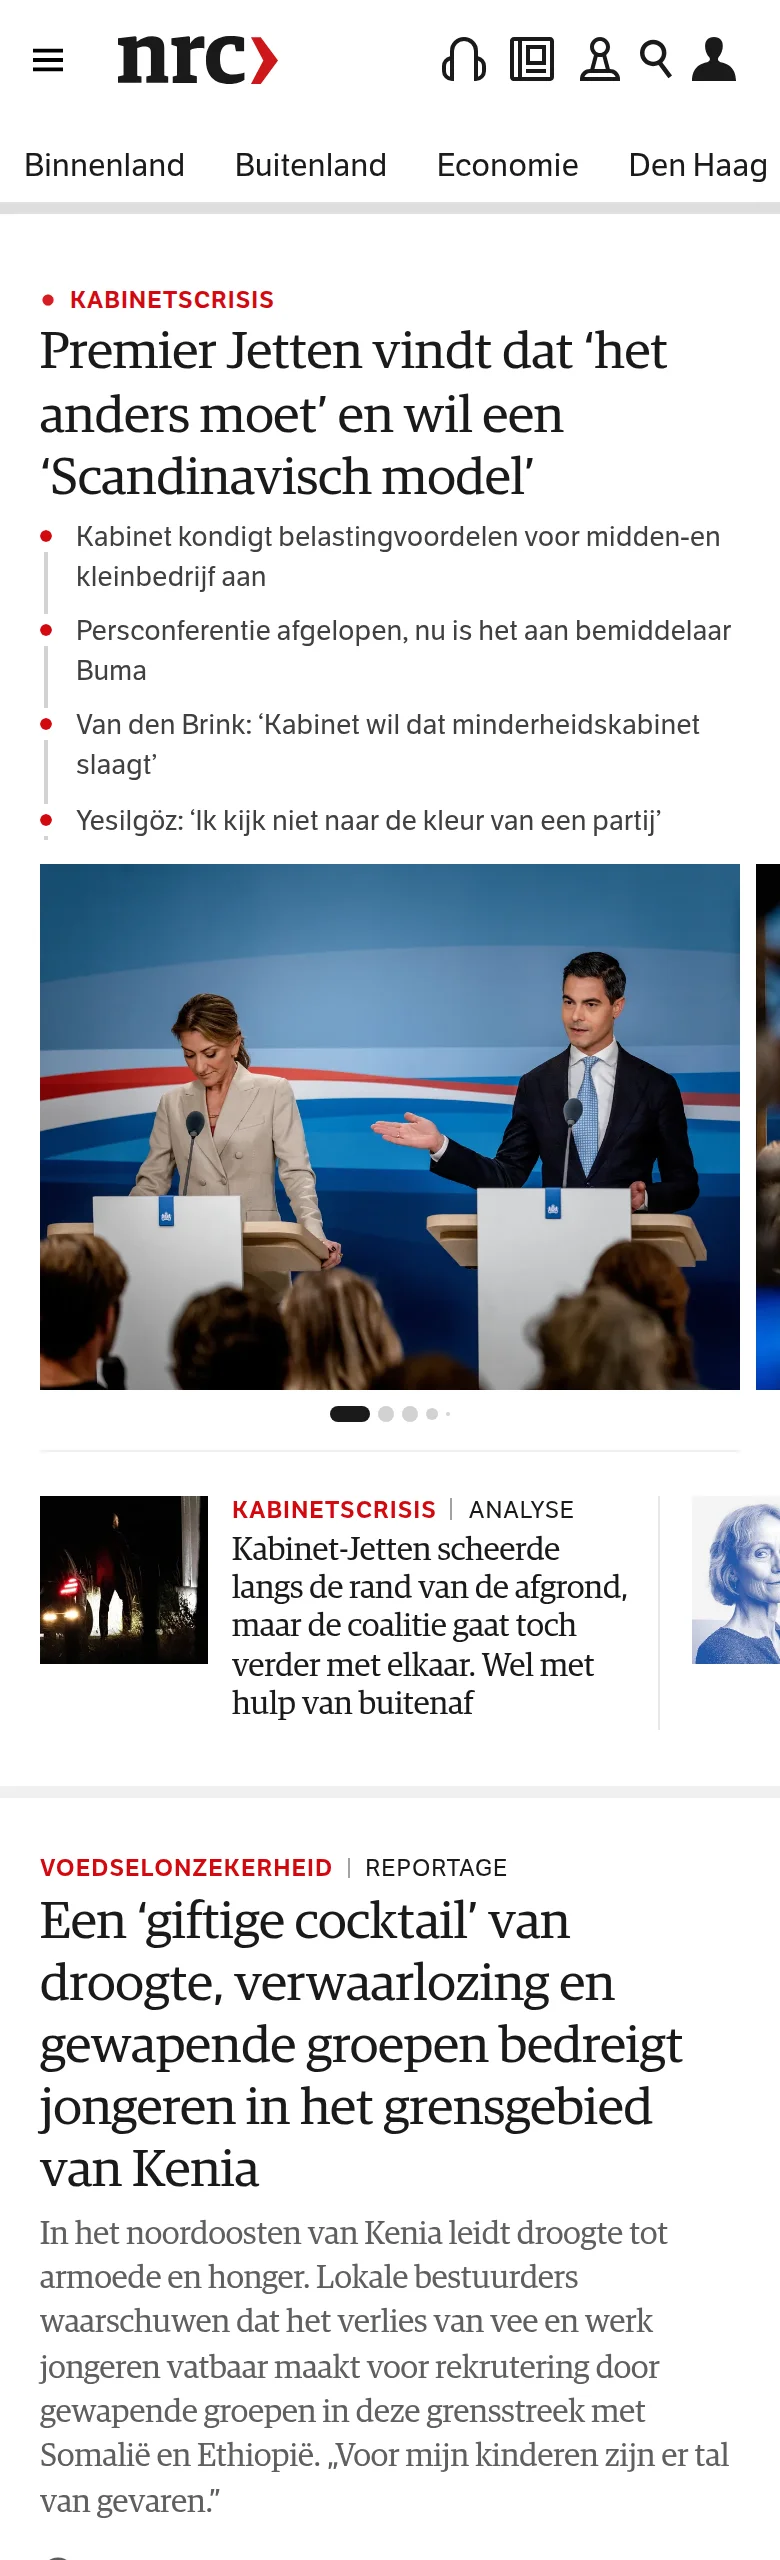 nrc
Binnenland Buitenland Economie Den Haag
KABINETSCRISIS
Premier Jetten vindt dat ‘het
anders moet’ en wil een
‘Scandinavisch model’
Kabinet kondigt belastingvoordelen voor midden-en
kleinbedrijf aan
Persconferentie afgelopen, nu is het aan bemiddelaar
Buma
Van den Brink: ‘Kabinet wil dat minderheidskabinet
slaagt’
Yesilgöz: ‘Ik kijk niet naar de kleur van een partij’
KABINETSCRISIS | ANALYSE
Kabinet-Jetten scheerde
langs de rand van de afgrond,
maar de coalitie gaat toch
verder met elkaar. Wel met
hulp van buitenaf
VOEDSELONZEKERHEID | REPORTAGE
Een ‘giftige cocktail’ van
droogte, verwaarlozing en
gewapende groepen bedreigt
jongeren in het grensgebied
van Kenia
In het noordoosten van Kenia leidt droogte tot
armoede en honger. Lokale bestuurders
waarschuwen dat het verlies van vee en werk
jongeren vatbaar maakt voor rekrutering door
gewapende groepen in deze grensstreek met
Somalië en Ethiopië. „Voor mijn kinderen zijn er tal
van gevaren.”